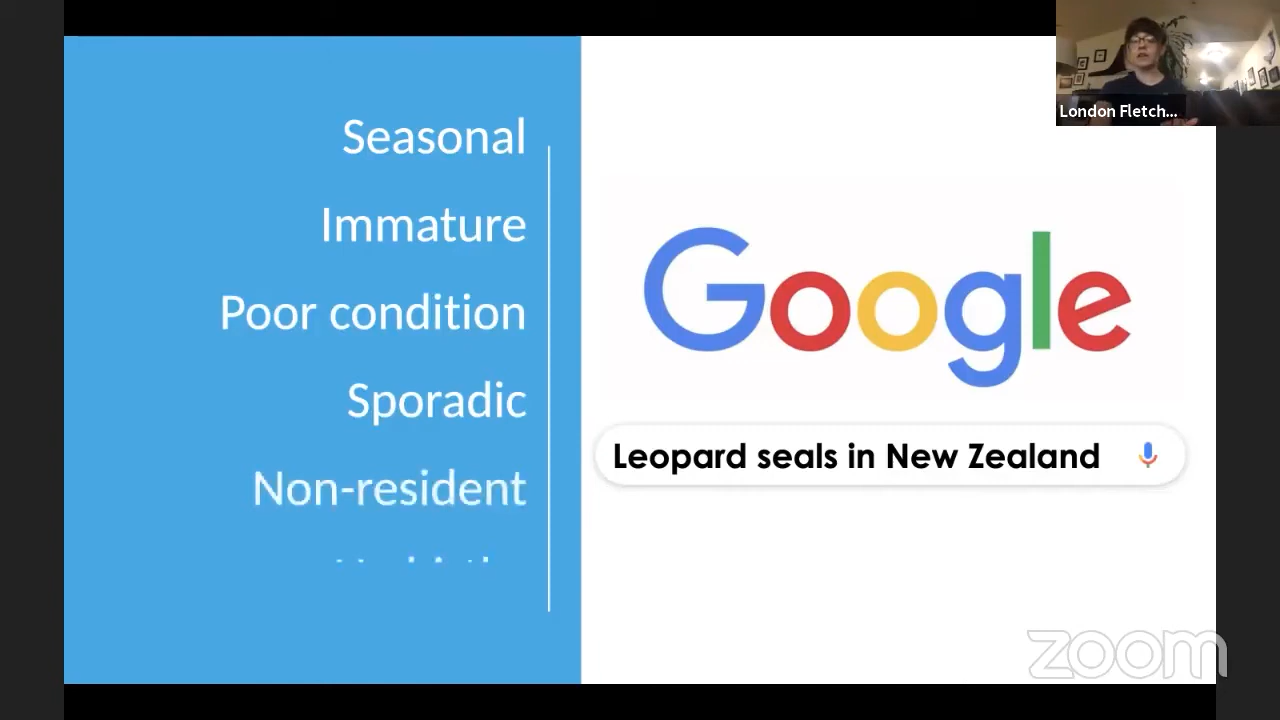 London Fletch...
Seasonal
Immature
Poor condition
Sporadic
Non-resident
Google
Leopard seals in New Zealand
zoom